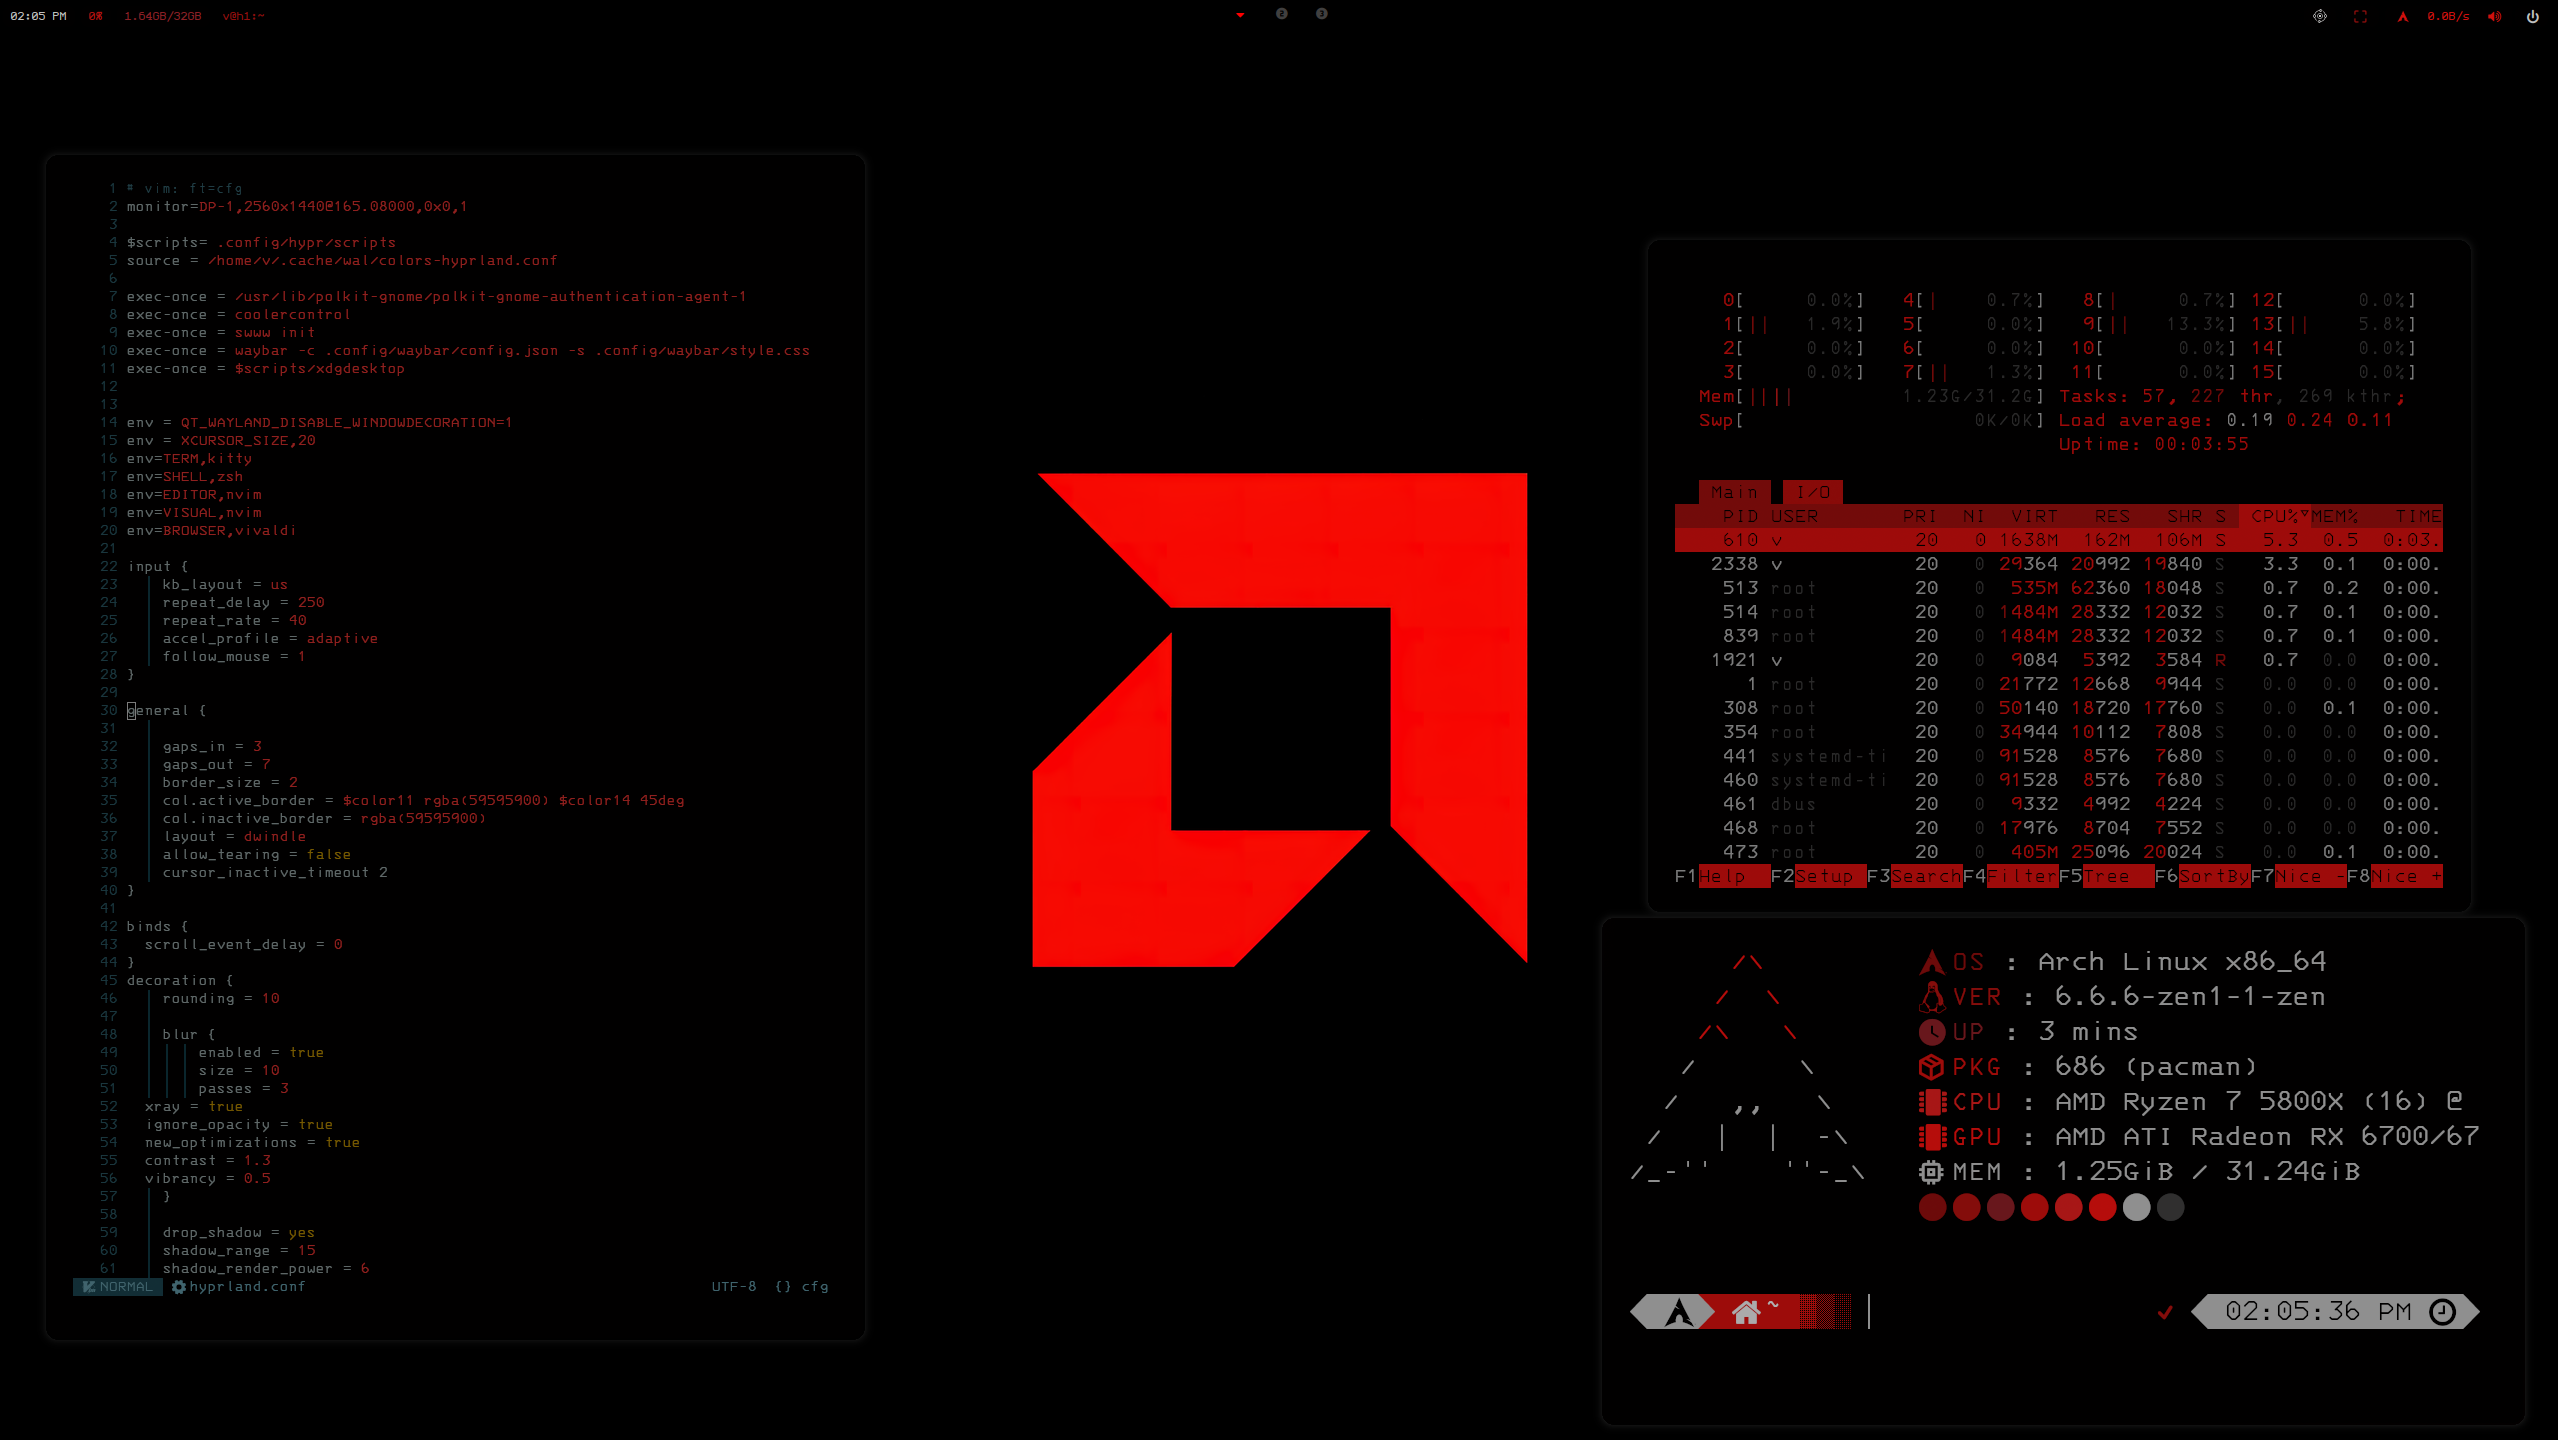 02:05 PM 0% 1.64GB/32GB v@h1:~ 2 3 0.0B/s
1 # vim: ft=cfg
2 monitor=DP-1,2560x1440@165.08000,0x0,1
3
4 $scripts= .config/hypr/scripts
5 source = /home/v/.cache/wal/colors-hyprland.conf
6
7 exec-once = /usr/lib/polkit-gnome/polkit-gnome-authentication-agent-1
8 exec-once = coolercontrol
9 exec-once = swww init
10 exec-once = waybar -c .config/waybar/config.json -s .config/waybar/style.css
11 exec-once = $scripts/xdgdesktop
12
13
14 env = QT_WAYLAND_DISABLE_WINDOWDECORATION=1
15 env = XCURSOR_SIZE,20
16 env=TERM,kitty
17 env=SHELL,zsh
18 env=EDITOR,nvim
19 env=VISUAL,nvim
20 env=BROWSER,vivaldi
21
22 input {
23 kb_layout = us
24 repeat_delay = 250
25 repeat_rate = 40
26 accel_profile = adaptive
27 follow_mouse = 1
28 }
29
30 general {
31
32 gaps_in = 3
33 gaps_out = 7
34 border_size = 2
35 col.active_border = $color11 rgba(59595900) $color14 45deg
36 col.inactive_border = rgba(59595900)
37 layout = dwindle
38 allow_tearing = false
39 cursor_inactive_timeout 2
40 }
41
42 binds {
43 scroll_event_delay = 0
44 }
45 decoration {
46 rounding = 10
47
48 blur {
49 enabled = true
50 size = 10
51 passes = 3
52 xray = true
53 ignore_opacity = true
54 new_optimizations = true
55 contrast = 1.3
56 vibrancy = 0.5
57 }
58
59 drop_shadow = yes
60 shadow_range = 15
61 shadow_render_power = 6
NORMAL hyprland.conf UTF-8 {} cfg
0[ 0.0%] 4[| 0.7%] 8[| 0.7%] 12[ 0.0%]
1[|| 1.9%] 5[ 0.0%] 9[|| 13.3%] 13[|| 5.8%]
2[ 0.0%] 6[ 0.0%] 10[ 0.0%] 14[ 0.0%]
3[ 0.0%] 7[|| 1.3%] 11[ 0.0%] 15[ 0.0%]
Mem[|||| 1.23G/31.2G] Tasks: 57, 227 thr, 269 kthr;
Swp[ 0K/0K] Load average: 0.19 0.24 0.11
Uptime: 00:03:55
Main I/O
PID USER PRI NI VIRT RES SHR S CPU%▽MEM% TIME
610 v 20 0 1638M 162M 106M S 5.3 0.5 0:03.
2338 v 20 0 29364 20992 19840 S 3.3 0.1 0:00.
513 root 20 0 535M 62360 18048 S 0.7 0.2 0:00.
514 root 20 0 1484M 28332 12032 S 0.7 0.1 0:00.
839 root 20 0 1484M 28332 12032 S 0.7 0.1 0:00.
1921 v 20 0 9084 5392 3584 R 0.7 0.0 0:00.
1 root 20 0 21772 12668 9944 S 0.0 0.0 0:00.
308 root 20 0 50140 18720 17760 S 0.0 0.1 0:00.
354 root 20 0 34944 10112 7808 S 0.0 0.0 0:00.
441 systemd-ti 20 0 91528 8576 7680 S 0.0 0.0 0:00.
460 systemd-ti 20 0 91528 8576 7680 S 0.0 0.0 0:00.
461 dbus 20 0 9332 4992 4224 S 0.0 0.0 0:00.
468 root 20 0 17976 8704 7552 S 0.0 0.0 0:00.
473 root 20 0 405M 25096 20024 S 0.0 0.1 0:00.
F1Help F2Setup F3SearchF4FilterF5Tree F6SortByF7Nice -F8Nice +
OS : Arch Linux x86_64
VER : 6.6.6-zen1-1-zen
UP : 3 mins
PKG : 686 (pacman)
CPU : AMD Ryzen 7 5800X (16) @
GPU : AMD ATI Radeon RX 6700/67
MEM : 1.25GiB / 31.24GiB
~ 02:05:36 PM